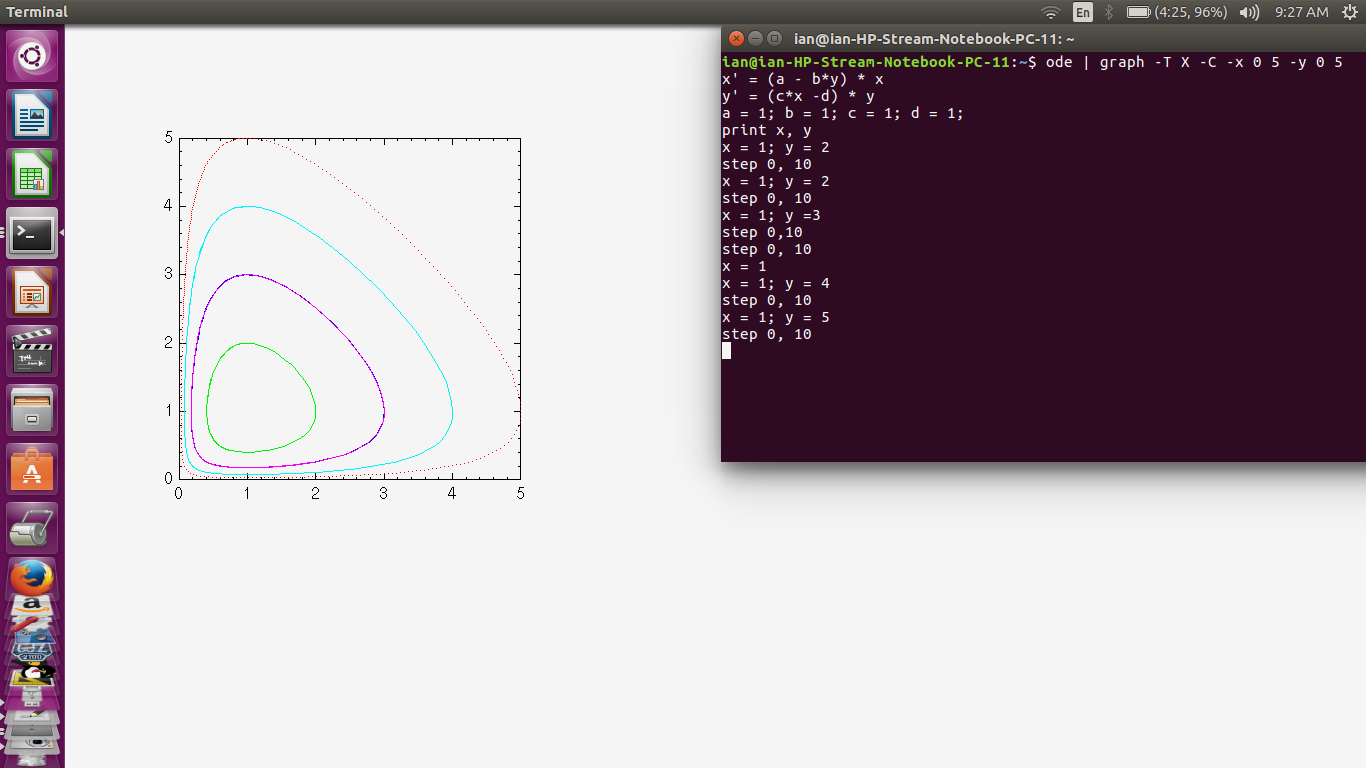 Terminal
En
(4:25, 96%)
9:27 AM
ian@ian-HP-Stream-Notebook-PC-11: ~
ian@ian-HP-Stream-Notebook-PC-11:~$ ode | graph -T X -C -x 0 5 -y 0 5
x' = (a - b*y) * x
y' = (c*x -d) * y
a = 1; b = 1; c = 1; d = 1;
print x, y
x = 1; y = 2
step 0, 10
x = 1; y = 2
step 0, 10
x = 1; y =3
step 0,10
step 0, 10
x = 1
x = 1; y = 4
step 0, 10
x = 1; y = 5
step 0, 10
5
4
3
2
1
0
0 1 2 3 4 5
>_
A
a